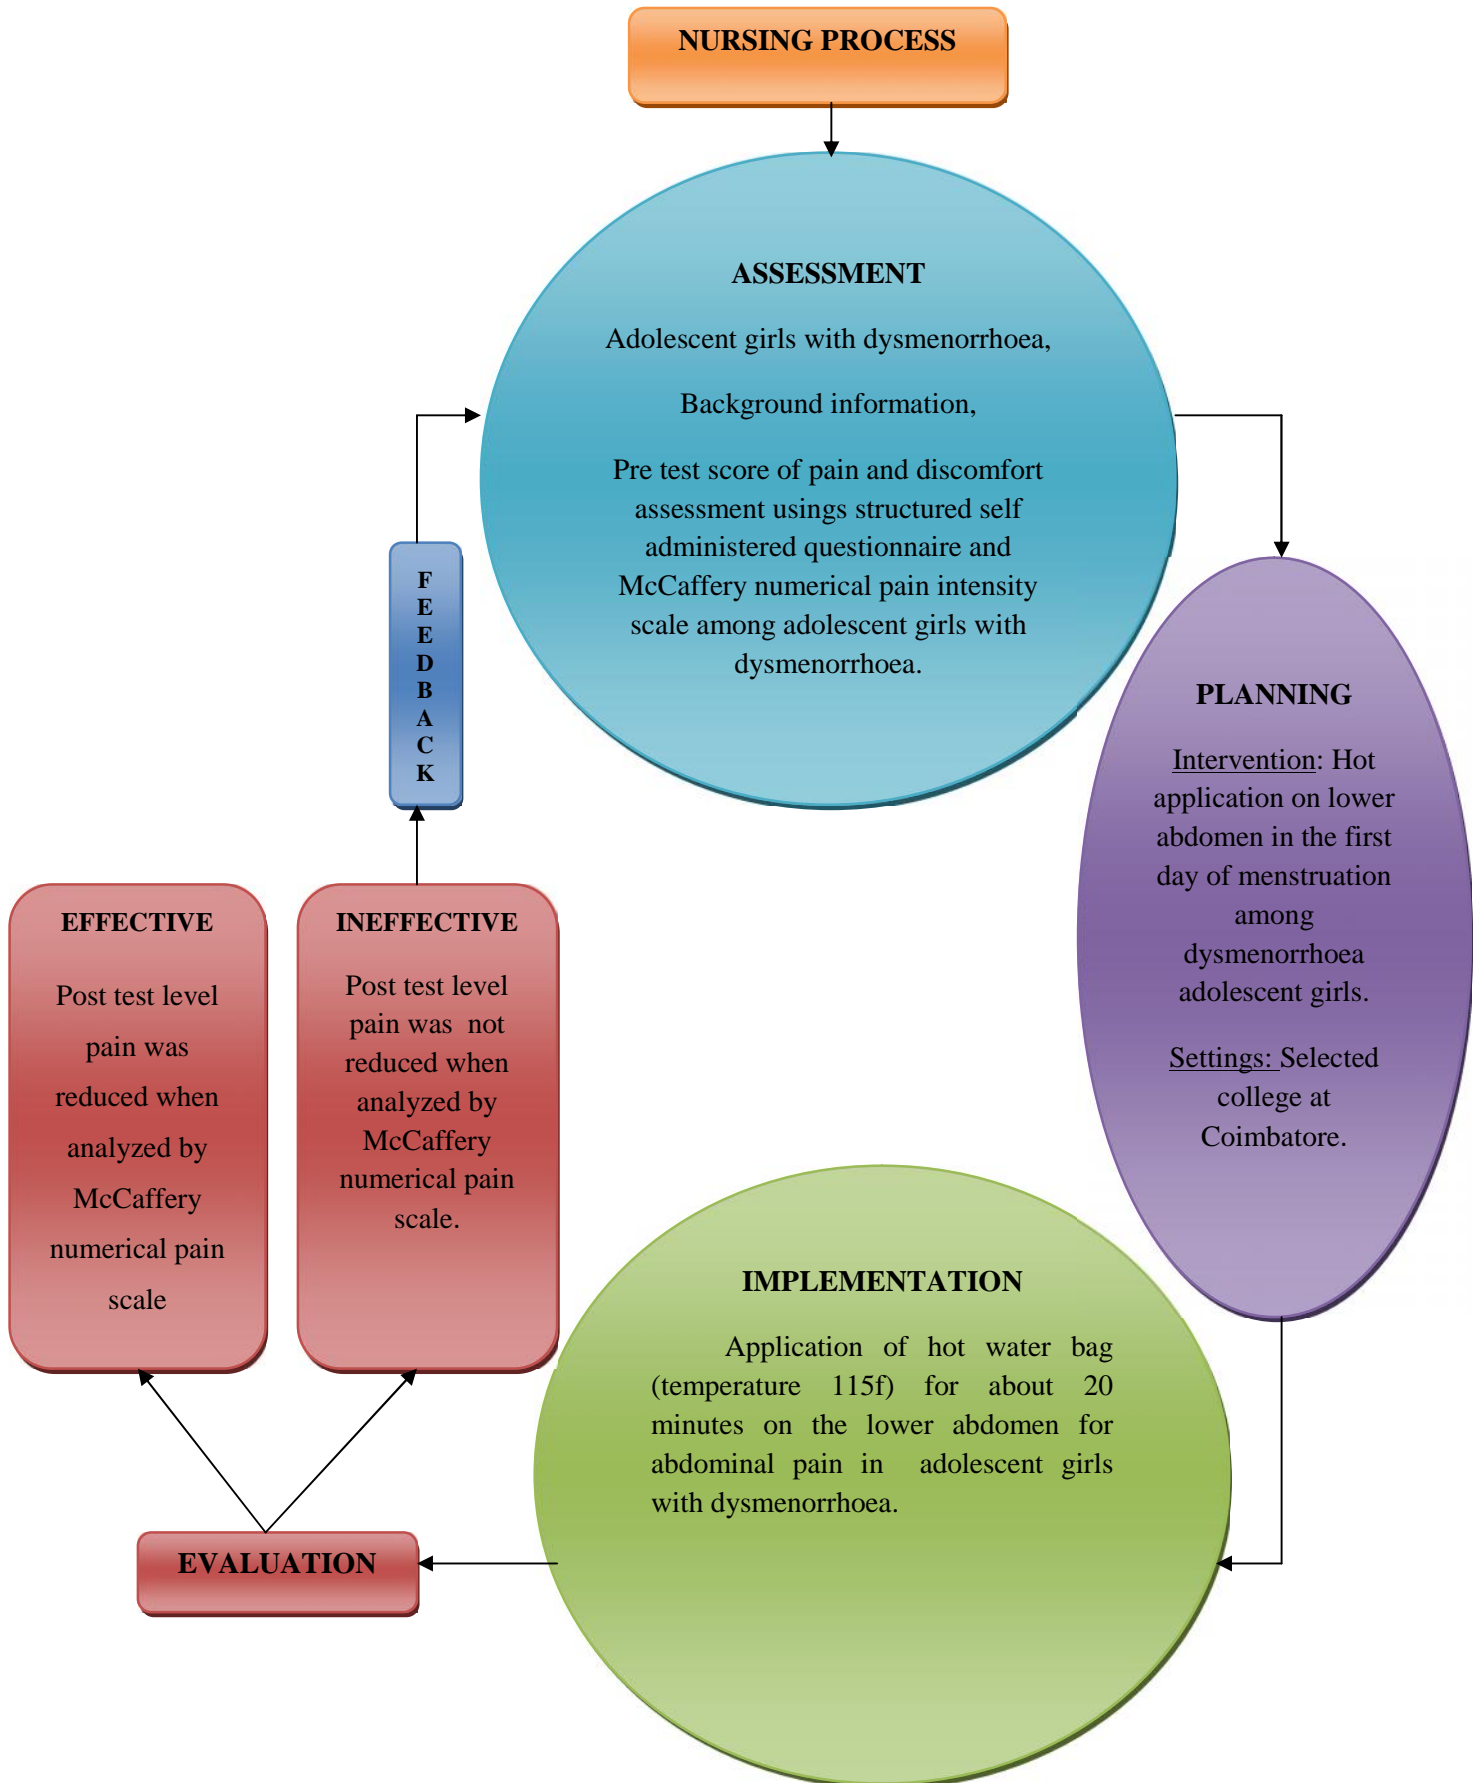 NURSING PROCESS
ASSESSMENT
Adolescent girls with dysmenorrhoea,
Background information,
Pre test score of pain and discomfort
assessment usings structured self
administered questionnaire and
McCaffery numerical pain intensity
scale among adolescent girls with
dysmenorrhoea.
PLANNING
Intervention: Hot
application on lower
abdomen in the first
day of menstruation
among
dysmenorrhoea
adolescent girls.
Settings: Selected
college at
Coimbatore.
IMPLEMENTATION
Application of hot water bag
(temperature 115f) for about 20
minutes on the lower abdomen for
abdominal pain in adolescent girls
with dysmenorrhoea.
EVALUATION
EFFECTIVE
Post test level
pain was
reduced when
analyzed by
McCaffery
numerical pain
scale
INEFFECTIVE
Post test level
pain was not
reduced when
analyzed by
McCaffery
numerical pain
scale.
F
E
E
D
B
A
C
K